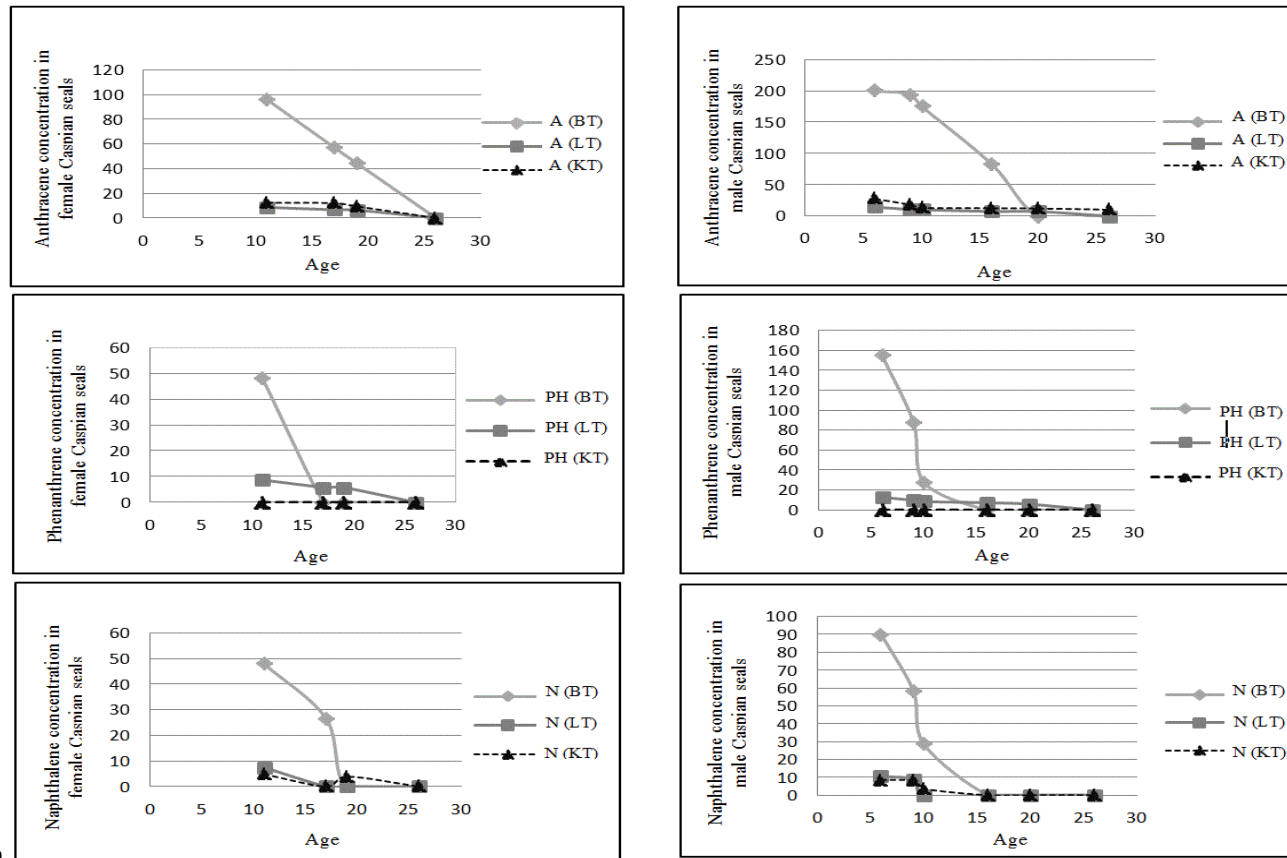 Anthracene concentration in
female Caspian seals
120
100
80
60
40
20
0
0 5 10 15 20 25 30
Age
A (BT)
A (LT)
A (KT)
Anthracene concentration in
male Caspian seals
250
200
150
100
50
0
0 5 10 15 20 25 30
Age
A (BT)
A (LT)
A (KT)
Phenanthrene concentration in
female Caspian seals
60
50
40
30
20
10
0
0 5 10 15 20 25 30
Age
PH (BT)
PH (LT)
PH (KT)
Phenanthrene concentration in
male Caspian seals
180
160
140
120
100
80
60
40
20
0
0 5 10 15 20 25 30
Age
PH (BT)
PH (LT)
PH (KT)
Naphthalene concentration in
female Caspian seals
60
50
40
30
20
10
0
0 5 10 15 20 25 30
Age
N (BT)
N (LT)
N (KT)
Naphthalene concentration in
male Caspian seals
100
90
80
70
60
50
40
30
20
10
0
0 5 10 15 20 25 30
Age
N (BT)
N (LT)
N (KT)